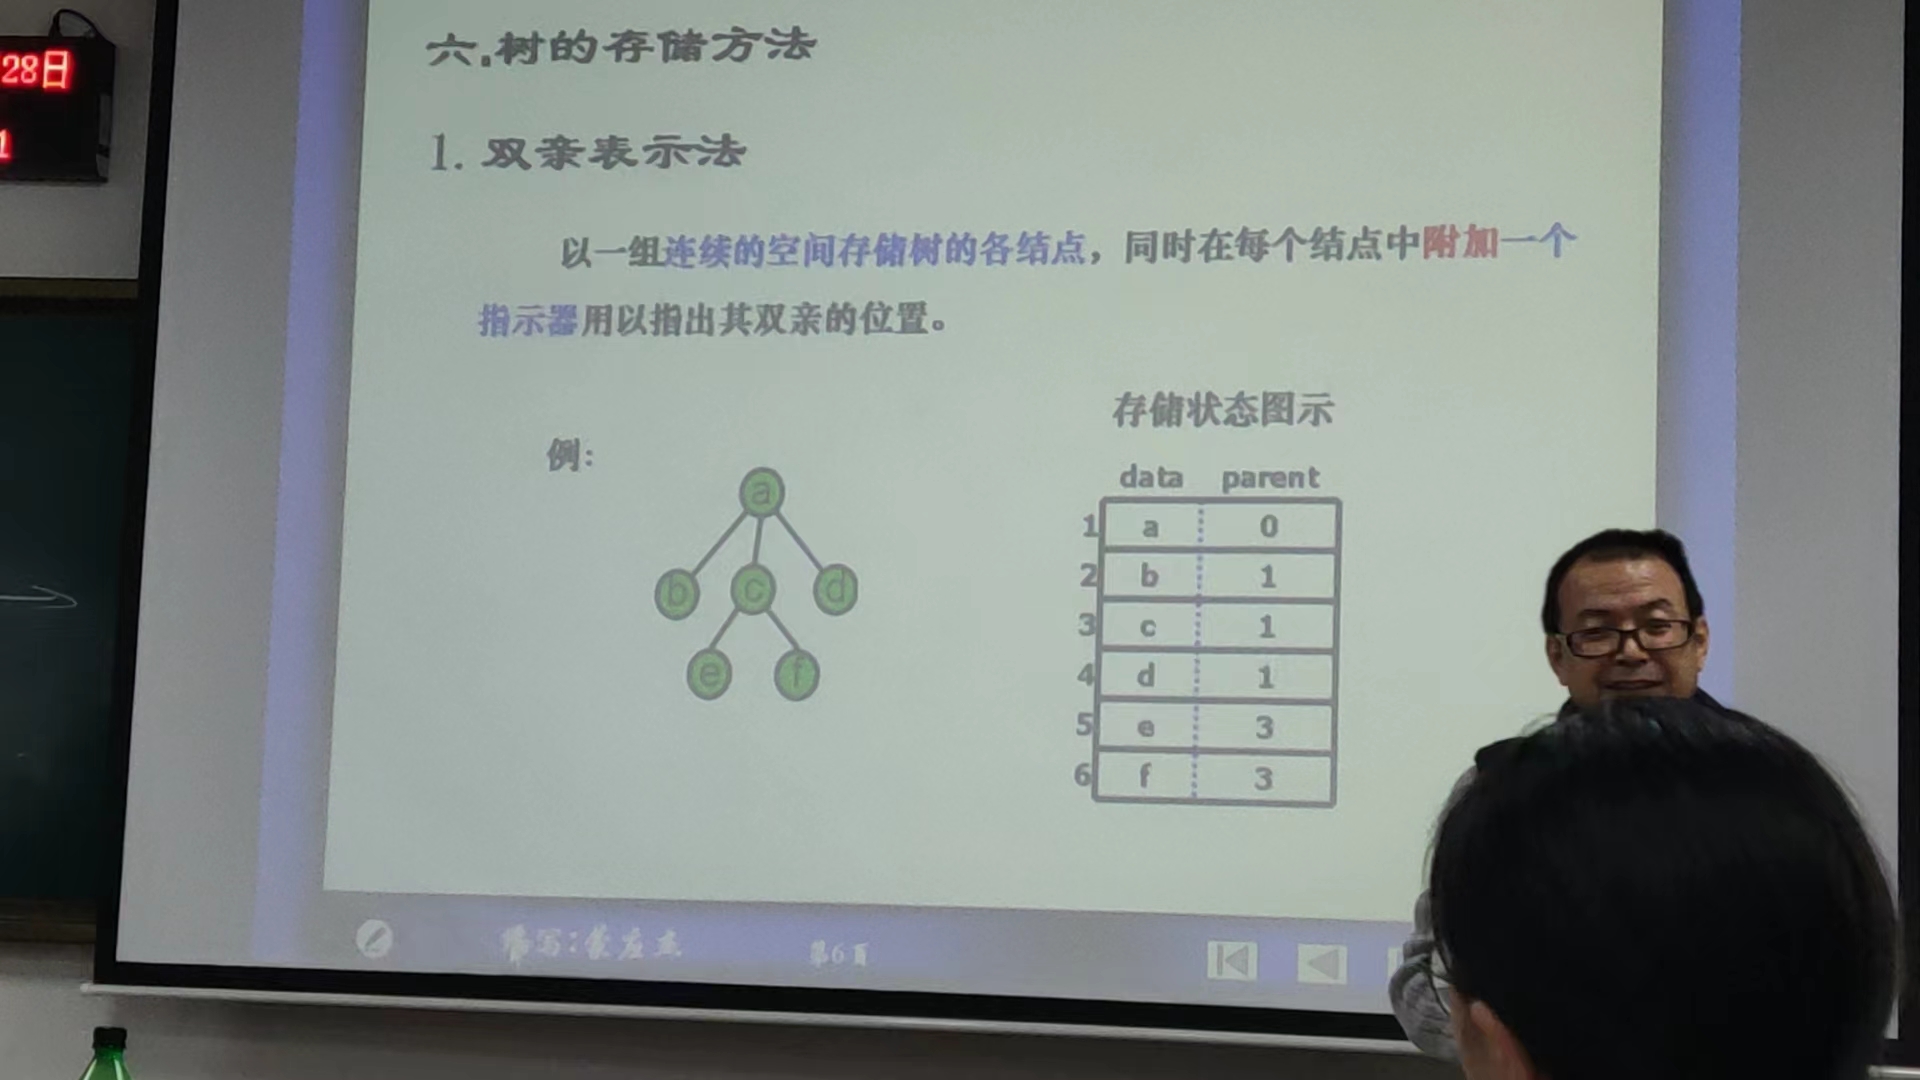 28日
1
六.树的存储方法
1. 双亲表示法
以一组连续的空间存储树的各结点，同时在每个结点中附加一个
指示器用以指出其双亲的位置。
例：
a
b c d
e f
存储状态图示
data parent
1 a 0
2 b 1
3 c 1
4 d 1
5 e 3
6 f 3
编写：
第6页